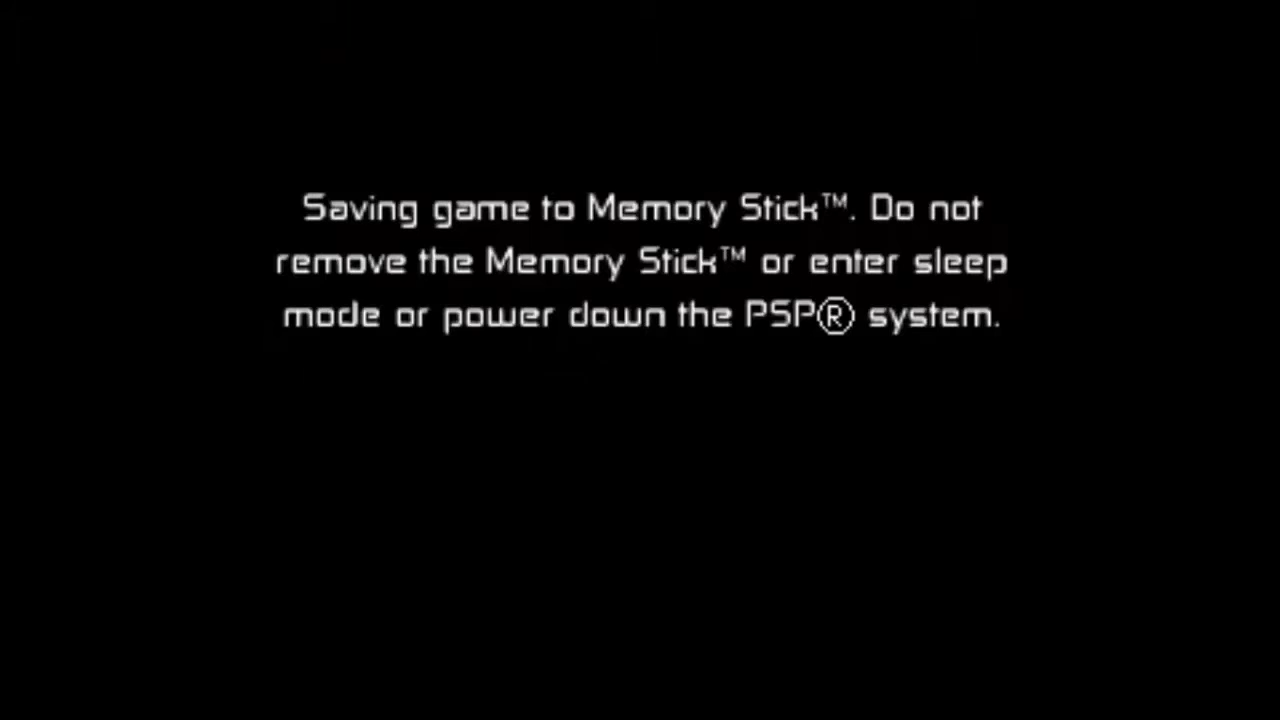 Saving game to Memory Stick™. Do not
remove the Memory Stick™ or enter sleep
mode or power down the PSP® system.